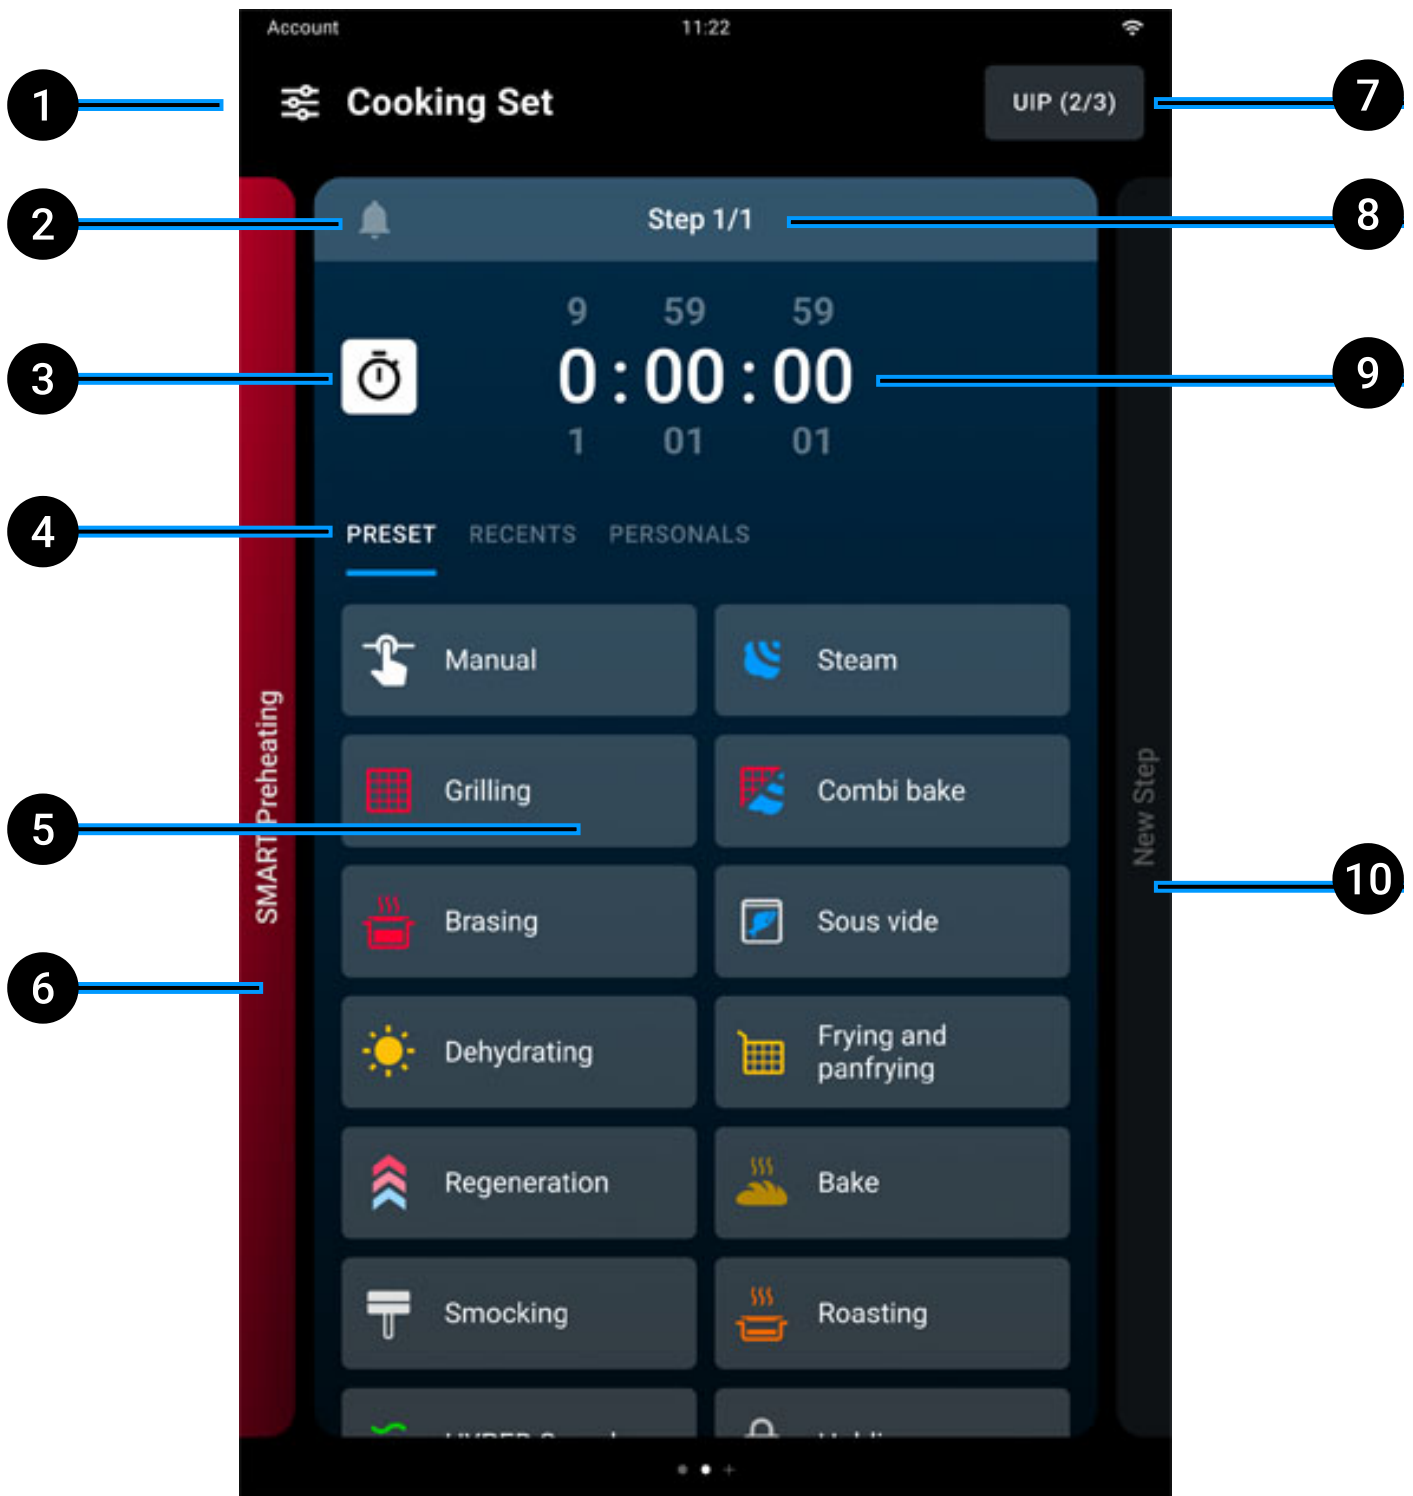 Account 11:22
1 Cooking Set UIP (2/3) 7
2 Step 1/1 8
9 59 59
3 0 : 00 : 00 9
1 01 01
4 PRESET RECENTS PERSONALS
Manual Steam
Grilling Combi bake
5
Brasing Sous vide
SMART Preheating
New Step
10
6
Dehydrating Frying and
panfrying
Regeneration Bake
Smocking Roasting